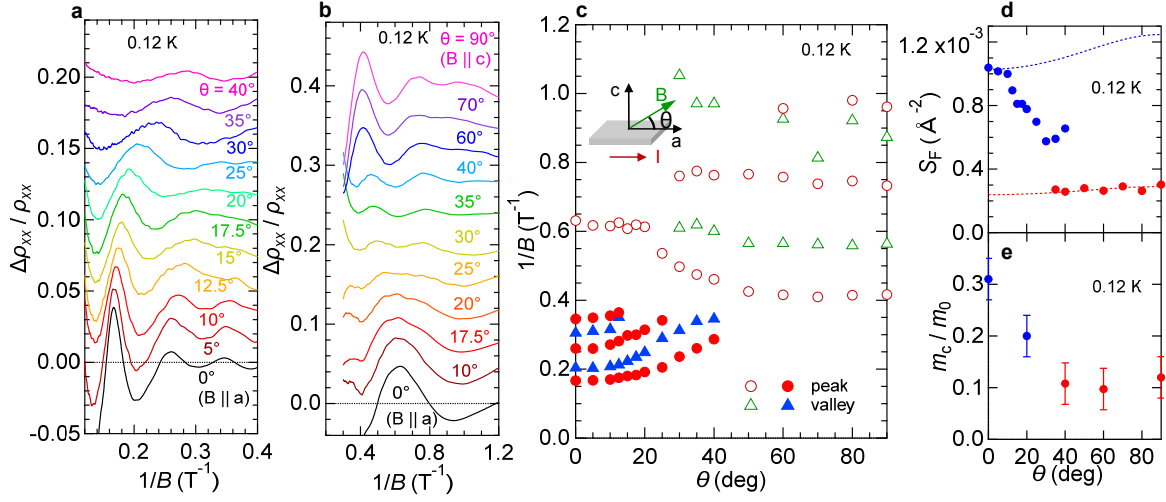 a
0.12 K
θ = 40°
35°
30°
25°
20°
17.5°
15°
12.5°
10°
5°
0°
(B || a)
0.20
0.15
0.10
0.05
0.00
-0.05
Δρxx / ρxx
0.1
0.2
0.3
0.4
1/B (T⁻¹)
b
0.12 K
θ = 90°
(B || c)
70°
60°
40°
35°
30°
25°
20°
17.5°
10°
0°
(B || a)
0.4
0.3
0.2
0.1
0.0
Δρxx / ρxx
0.4
0.6
0.8
1.0
1.2
1/B (T⁻¹)
c
0.12 K
c
B
θ
a
I
peak
valley
1.2
1.0
0.8
0.6
0.4
0.2
0.0
1/B (T⁻¹)
0
20
40
60
80
θ (deg)
d
1.2 x10⁻³
0.12 K
0.8
0.4
0.0
SF (Å⁻²)
e
0.12 K
0.3
0.2
0.1
0.0
mc / m0
0
20
40
60
80
θ (deg)